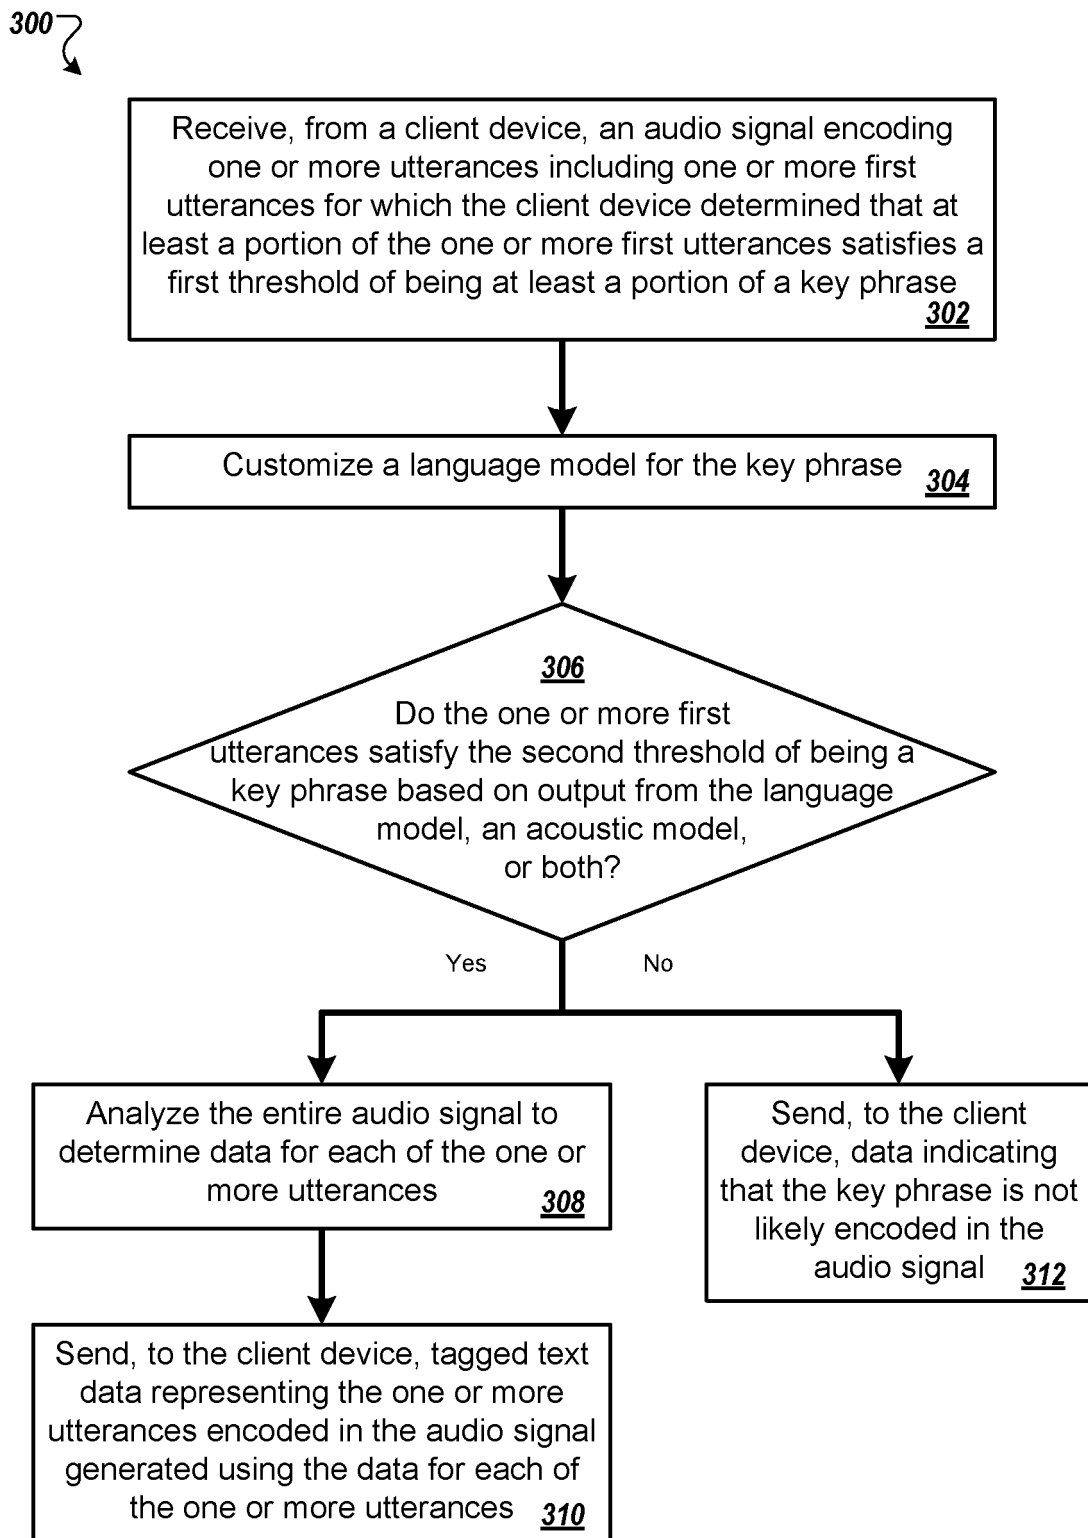 300
Receive, from a client device, an audio signal encoding
one or more utterances including one or more first
utterances for which the client device determined that at
least a portion of the one or more first utterances satisfies a
first threshold of being at least a portion of a key phrase
302
Customize a language model for the key phrase 304
306
Do the one or more first
utterances satisfy the second threshold of being a
key phrase based on output from the language
model, an acoustic model,
or both?
Yes No
Analyze the entire audio signal to
determine data for each of the one or
more utterances 308
Send, to the client
device, data indicating
that the key phrase is not
likely encoded in the
audio signal 312
Send, to the client device, tagged text
data representing the one or more
utterances encoded in the audio signal
generated using the data for each of
the one or more utterances 310